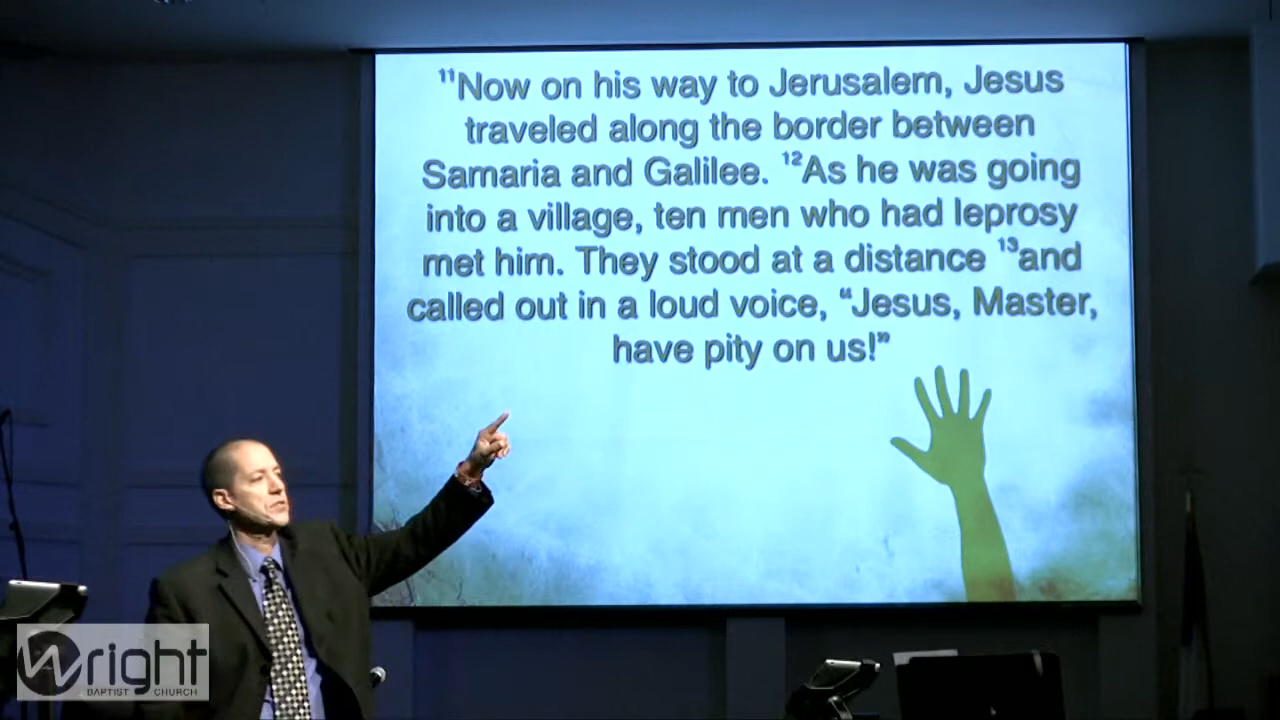 ¹¹Now on his way to Jerusalem, Jesus
traveled along the border between
Samaria and Galilee. ¹²As he was going
into a village, ten men who had leprosy
met him. They stood at a distance ¹³and
called out in a loud voice, “Jesus, Master,
have pity on us!”
Wright
BAPTIST CHURCH